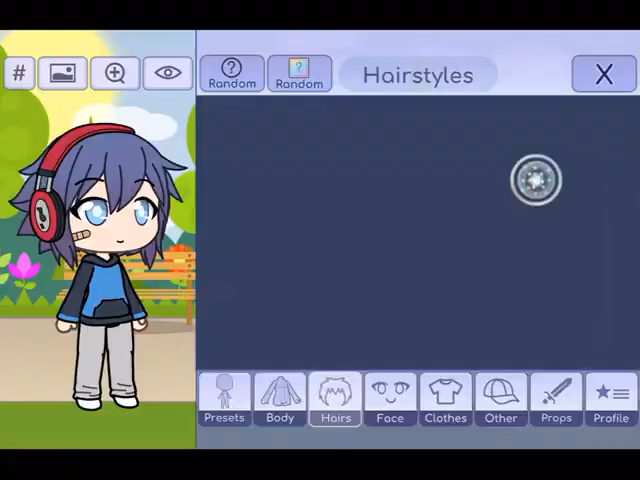 #
? Random
Random
Hairstyles
X
Presets
Body
Hairs
Face
Clothes
Other
Props
Profile